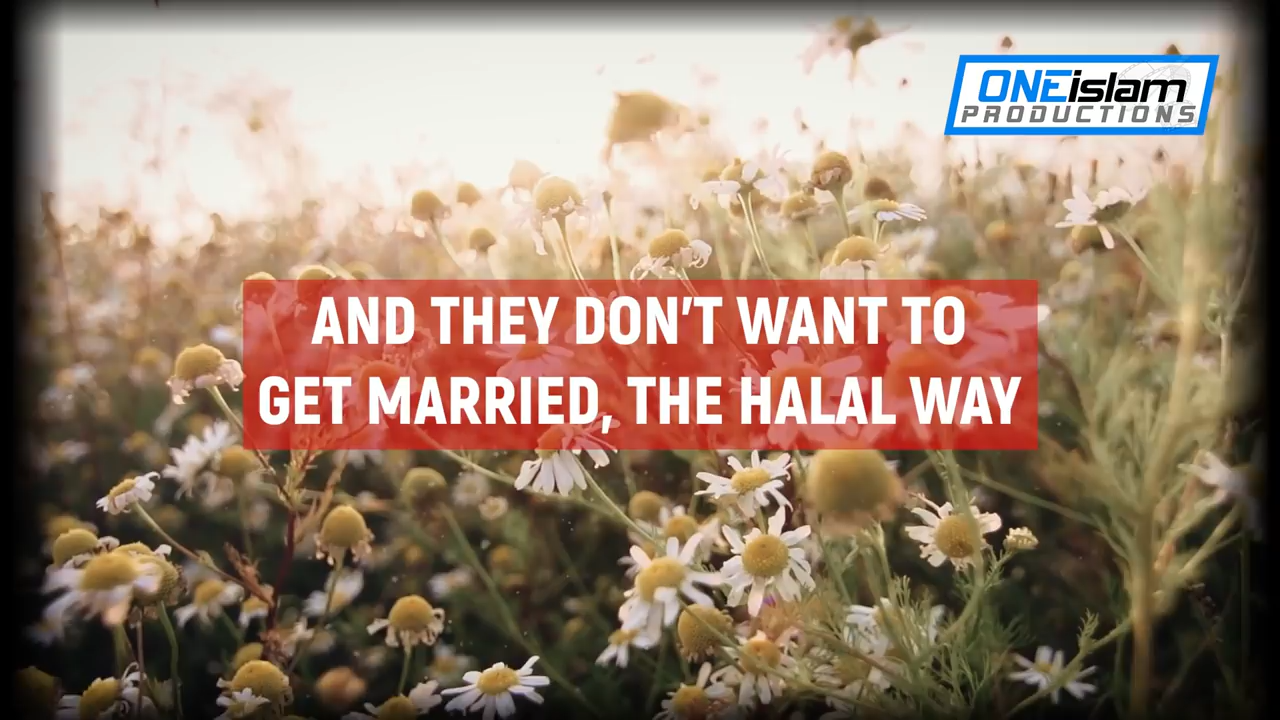 ONEislam
PRODUCTIONS
AND THEY DON'T WANT TO
GET MARRIED, THE HALAL WAY